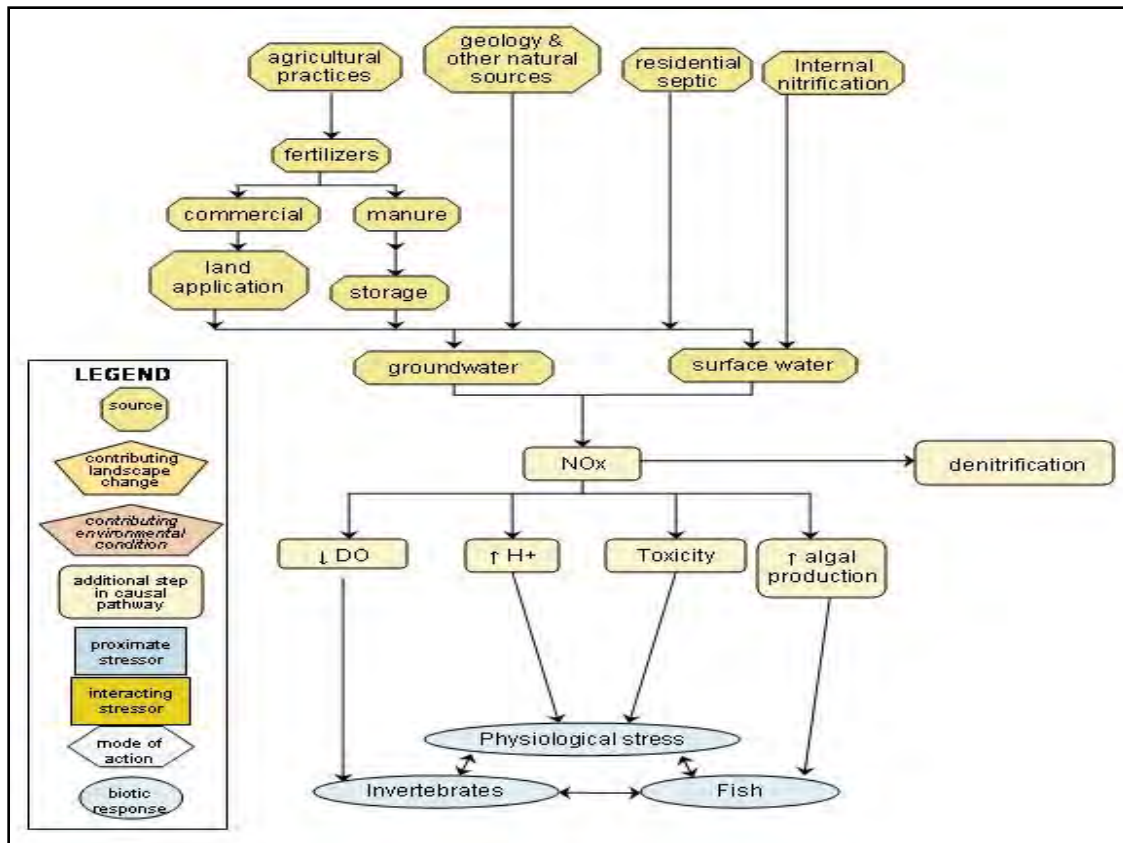 agricultural
practices
geology &
other natural
sources
residential
septic
Internal
nitrification
fertilizers
commercial
manure
land
application
storage
groundwater
surface water
NOx
denitrification
↓ DO
↑ H+
Toxicity
↑ algal
production
Physiological stress
Invertebrates
Fish
LEGEND
source
contributing
landscape
change
contributing
environmental
condition
additional step
in causal
pathway
proximate
stressor
interacting
stressor
mode of
action
biotic
response